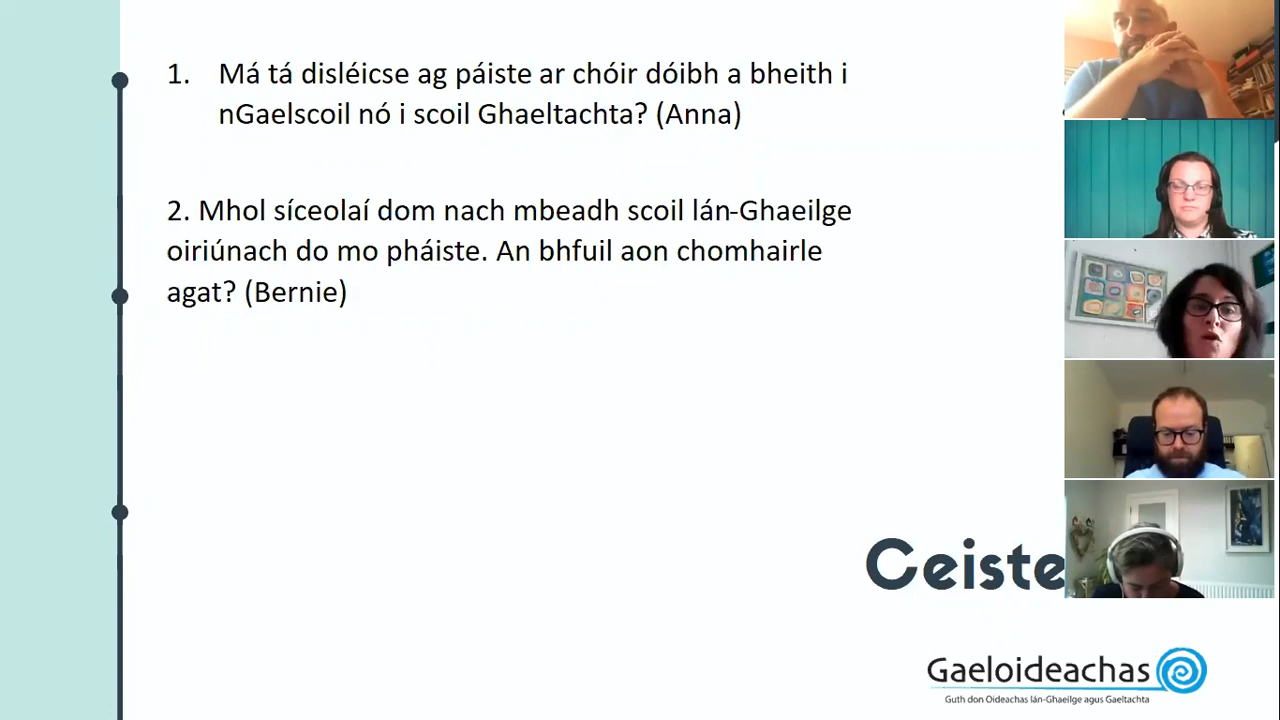 1. Má tá disléicse ag páiste ar chóir dóibh a bheith i
nGaelscoil nó i scoil Ghaeltachta? (Anna)
2. Mhol síceolaí dom nach mbeadh scoil lán-Ghaeilge
oiriúnach do mo pháiste. An bhfuil aon chomhairle
agat? (Bernie)
Ceiste
Gaeloideachas
Guth don Oideachas lán-Ghaeilge agus Gaeltachta